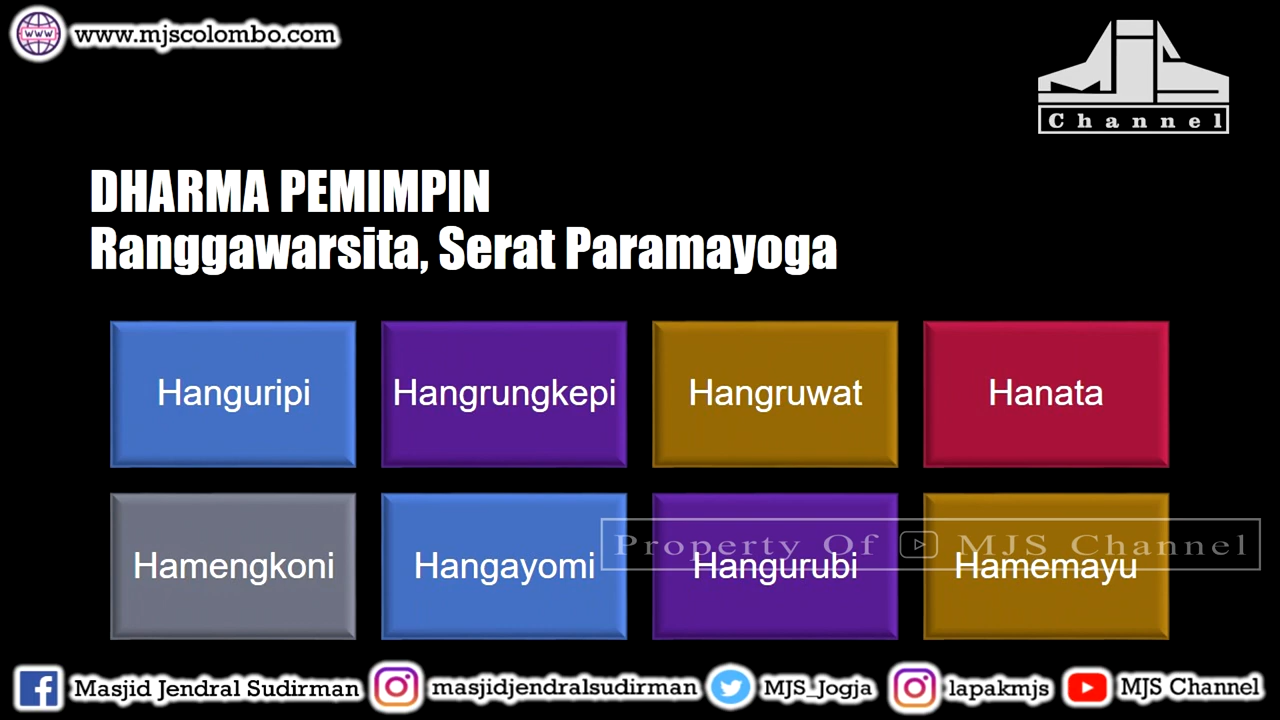 www.mjscolombo.com
MJS
Channel
DHARMA PEMIMPIN
Ranggawarsita, Serat Paramayoga
Hanguripi
Hangrungkepi
Hangruwat
Hanata
Hamengkoni
Hangayomi
Hangurubi
Hamemayu
Property Of MJS Channel
Masjid Jendral Sudirman
masjidjendralsudirman
MJS_Jogja
lapakmjs
MJS Channel